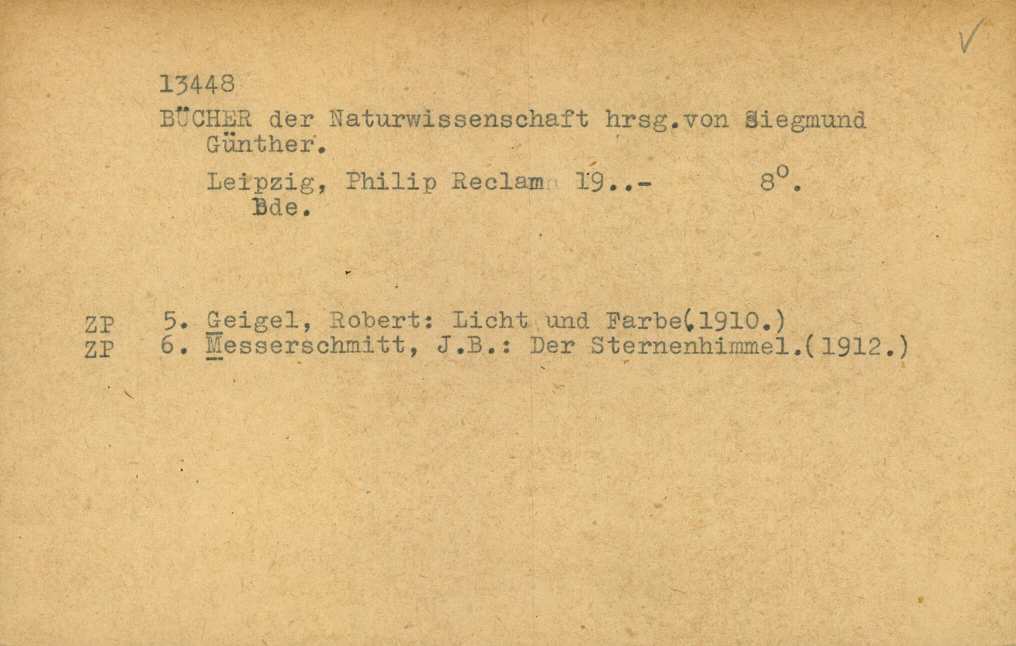 13448
BÜCHER der Naturwissenschaft hrsg.von Siegmund
Günther.
Leipzig, Philip Reclam 19..- 8º.
Bde.
ZP 5. Geigel, Robert: Licht und Farbe(.1910.)
ZP 6. Messerschmitt, J.B.: Der Sternenhimmel.(1912.)